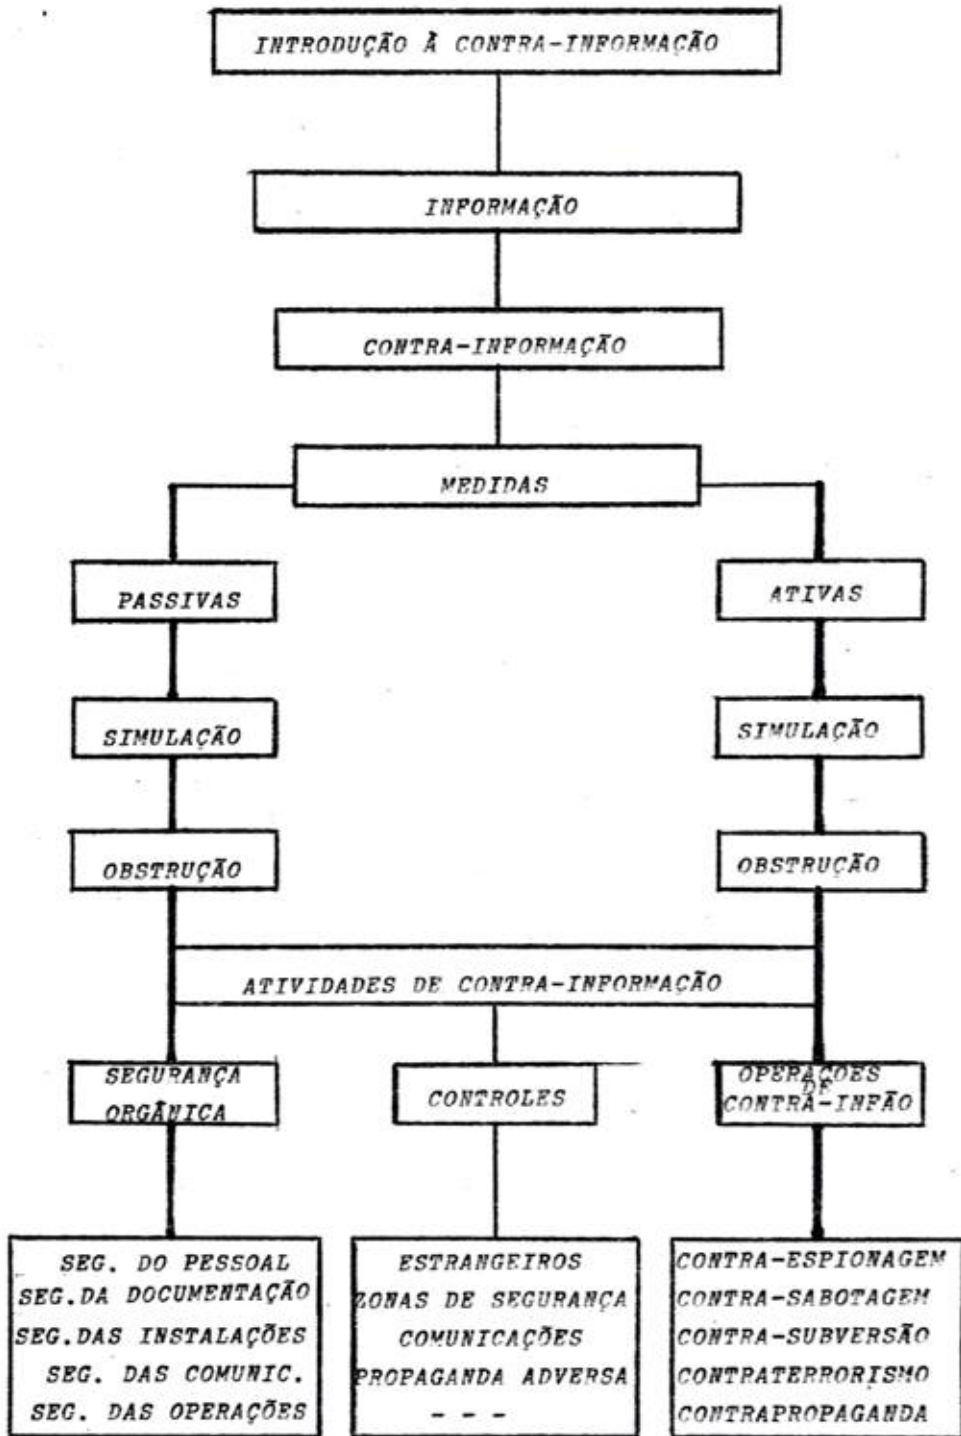 INTRODUÇÃO À CONTRA-INFORMAÇÃO
INFORMAÇÃO
CONTRA-INFORMAÇÃO
MEDIDAS
PASSIVAS
ATIVAS
SIMULAÇÃO
SIMULAÇÃO
OBSTRUÇÃO
OBSTRUÇÃO
ATIVIDADES DE CONTRA-INFORMAÇÃO
SEGURANÇA
ORGÂNICA
CONTROLES
OPERAÇOES
DE
CONTRA-INFÃO
SEG. DO PESSOAL
SEG.DA DOCUMENTAÇÃO
SEG.DAS INSTALAÇÕES
SEG. DAS COMUNIC.
SEG. DAS OPERAÇÕES
ESTRANGEIROS
ZONAS DE SEGURANÇA
COMUNICAÇÕES
PROPAGANDA ADVERSA
- - -
CONTRA-ESPIONAGEM
CONTRA-SABOTAGEM
CONTRA-SUBVERSÃO
CONTRATERRORISMO
CONTRAPROPAGANDA